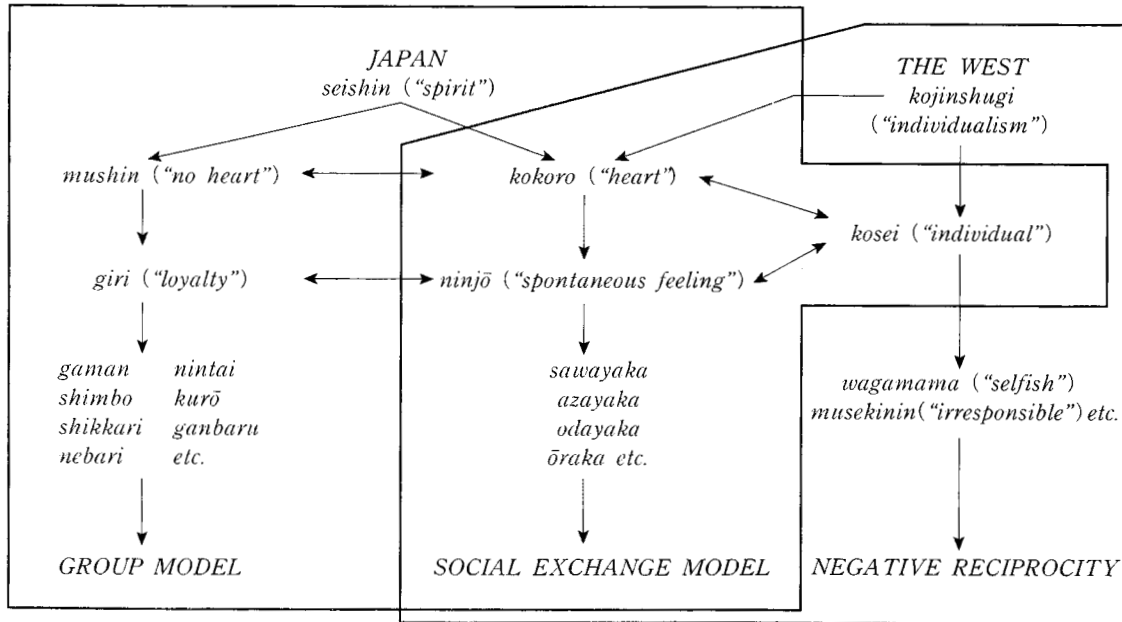 JAPAN
seishin (“spirit”)
THE WEST
kojinshugi
(“individualism”)
mushin (“no heart”)
kokoro (“heart”)
kosei (“individual”)
giri (“loyalty”)
ninjō (“spontaneous feeling”)
gaman nintai
shimbo kurō
shikkari ganbaru
nebari etc.
sawayaka
azayaka
odayaka
ōraka etc.
wagamama (“selfish”)
musekinin(“irresponsible”) etc.
GROUP MODEL
SOCIAL EXCHANGE MODEL
NEGATIVE RECIPROCITY